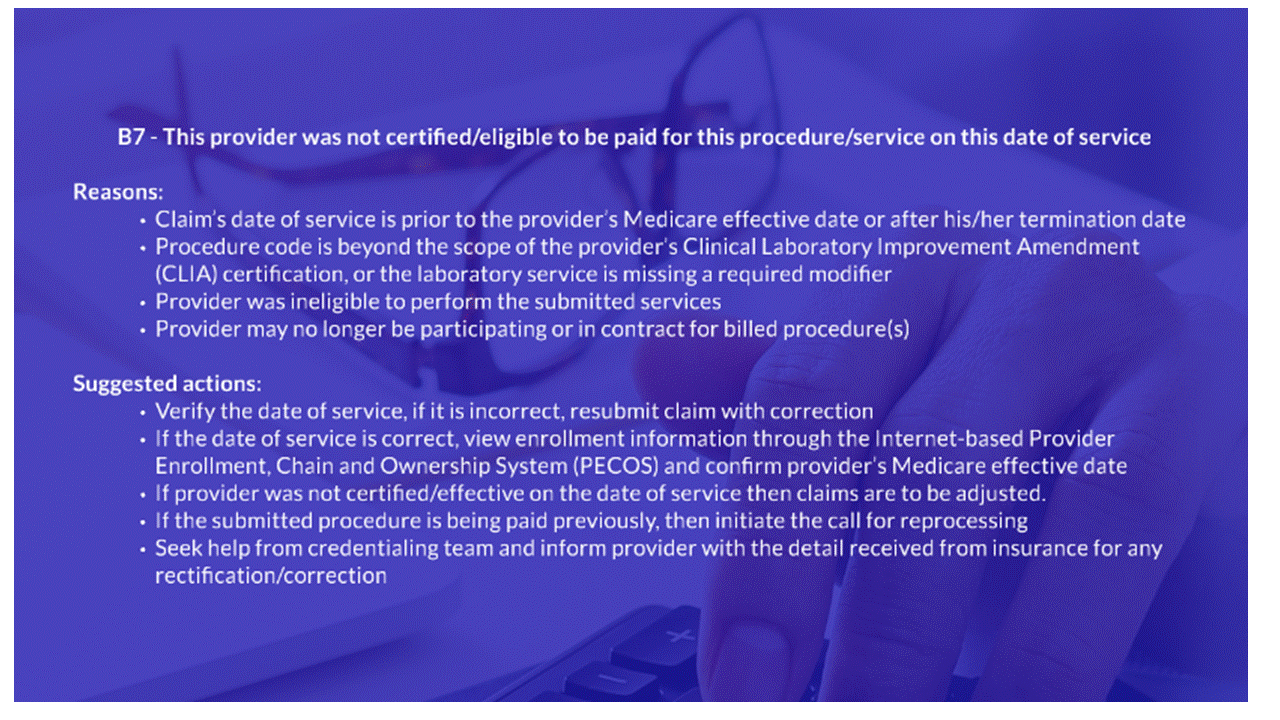 B7 - This provider was not certified/eligible to be paid for this procedure/service on this date of service
Reasons:
• Claim's date of service is prior to the provider's Medicare effective date or after his/her termination date
• Procedure code is beyond the scope of the provider's Clinical Laboratory Improvement Amendment
(CLIA) certification, or the laboratory service is missing a required modifier
• Provider was ineligible to perform the submitted services
• Provider may no longer be participating or in contract for billed procedure(s)
Suggested actions:
• Verify the date of service, if it is incorrect, resubmit claim with correction
• If the date of service is correct, view enrollment information through the Internet-based Provider
Enrollment, Chain and Ownership System (PECOS) and confirm provider's Medicare effective date
• If provider was not certified/effective on the date of service then claims are to be adjusted.
• If the submitted procedure is being paid previously, then initiate the call for reprocessing
• Seek help from credentialing team and inform provider with the detail received from insurance for any
rectification/correction